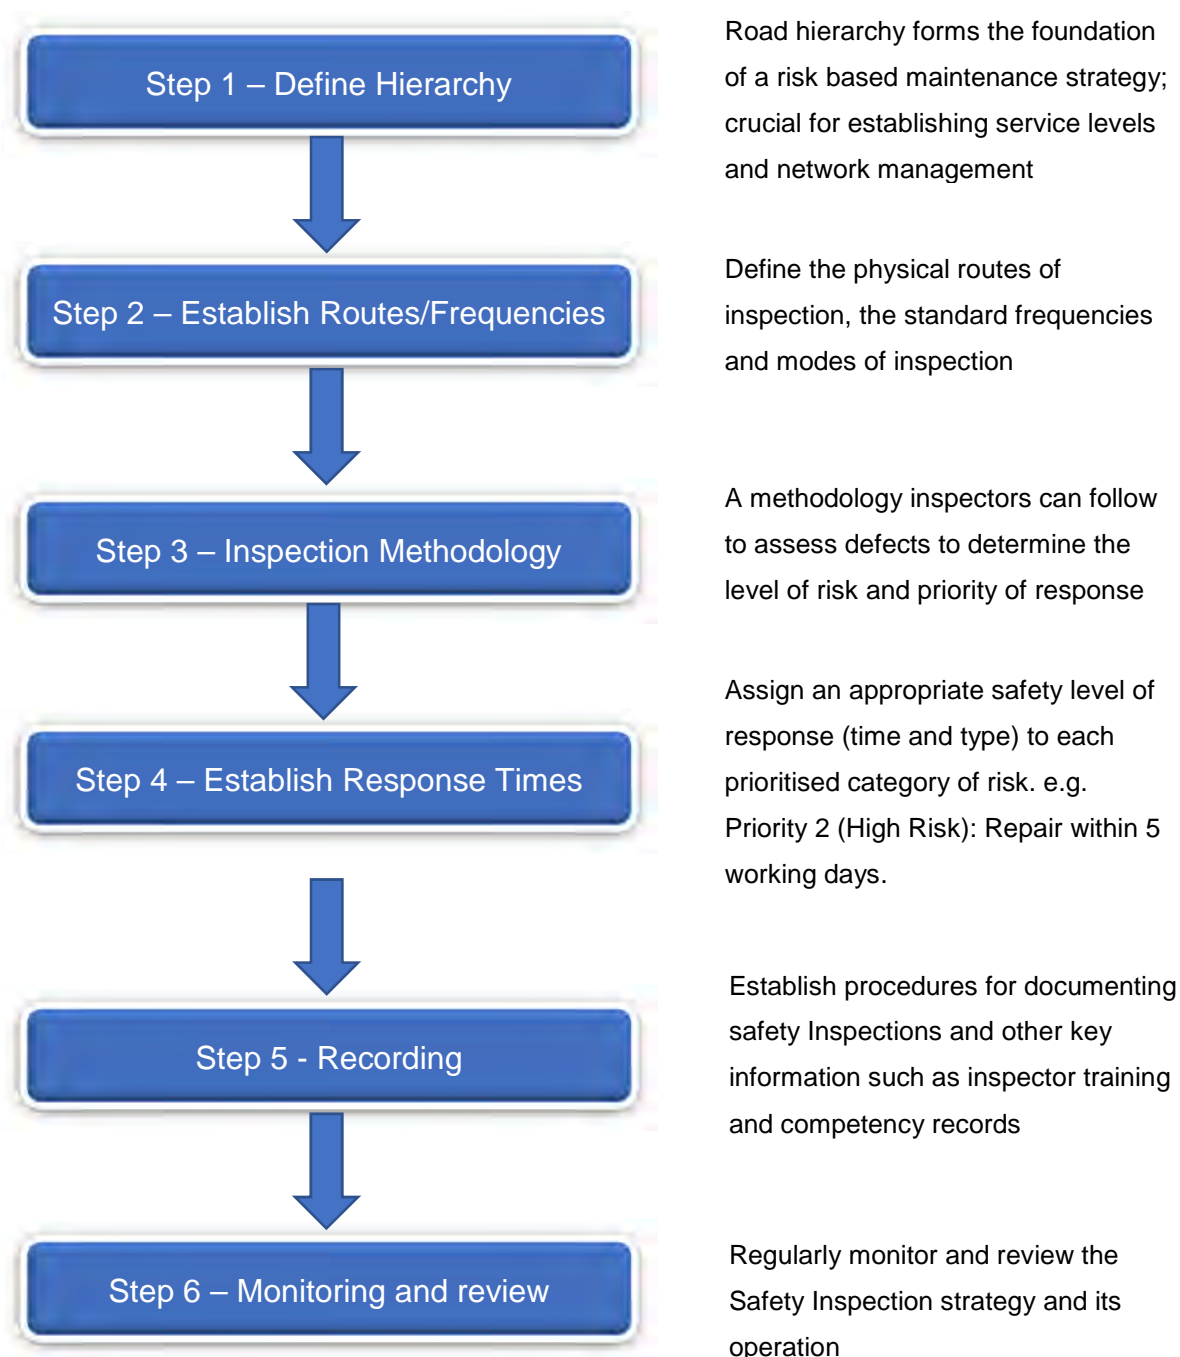 Step 1 – Define Hierarchy
Road hierarchy forms the foundation
of a risk based maintenance strategy;
crucial for establishing service levels
and network management
Step 2 – Establish Routes/Frequencies
Define the physical routes of
inspection, the standard frequencies
and modes of inspection
Step 3 – Inspection Methodology
A methodology inspectors can follow
to assess defects to determine the
level of risk and priority of response
Step 4 – Establish Response Times
Assign an appropriate safety level of
response (time and type) to each
prioritised category of risk. e.g.
Priority 2 (High Risk): Repair within 5
working days.
Step 5 - Recording
Establish procedures for documenting
safety Inspections and other key
information such as inspector training
and competency records
Step 6 – Monitoring and review
Regularly monitor and review the
Safety Inspection strategy and its
operation